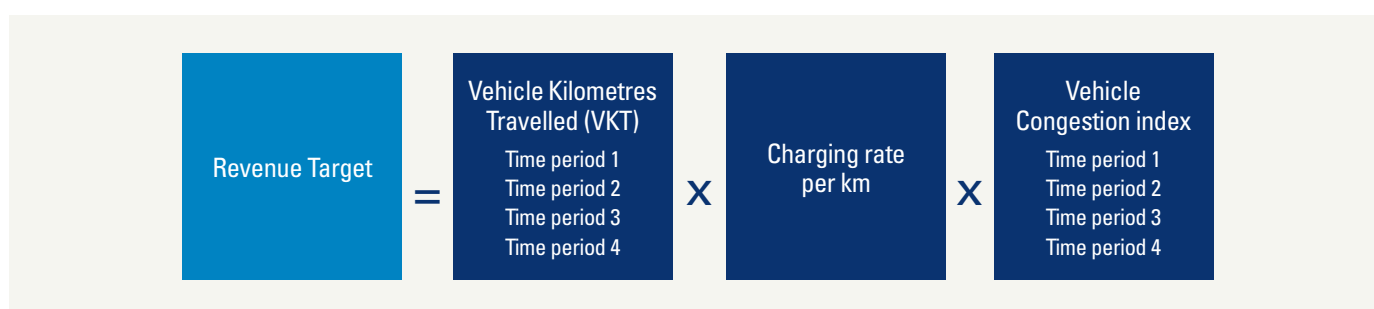 Revenue Target
=
Vehicle Kilometres
Travelled (VKT)
Time period 1
Time period 2
Time period 3
Time period 4
x
Charging rate
per km
x
Vehicle
Congestion index
Time period 1
Time period 2
Time period 3
Time period 4